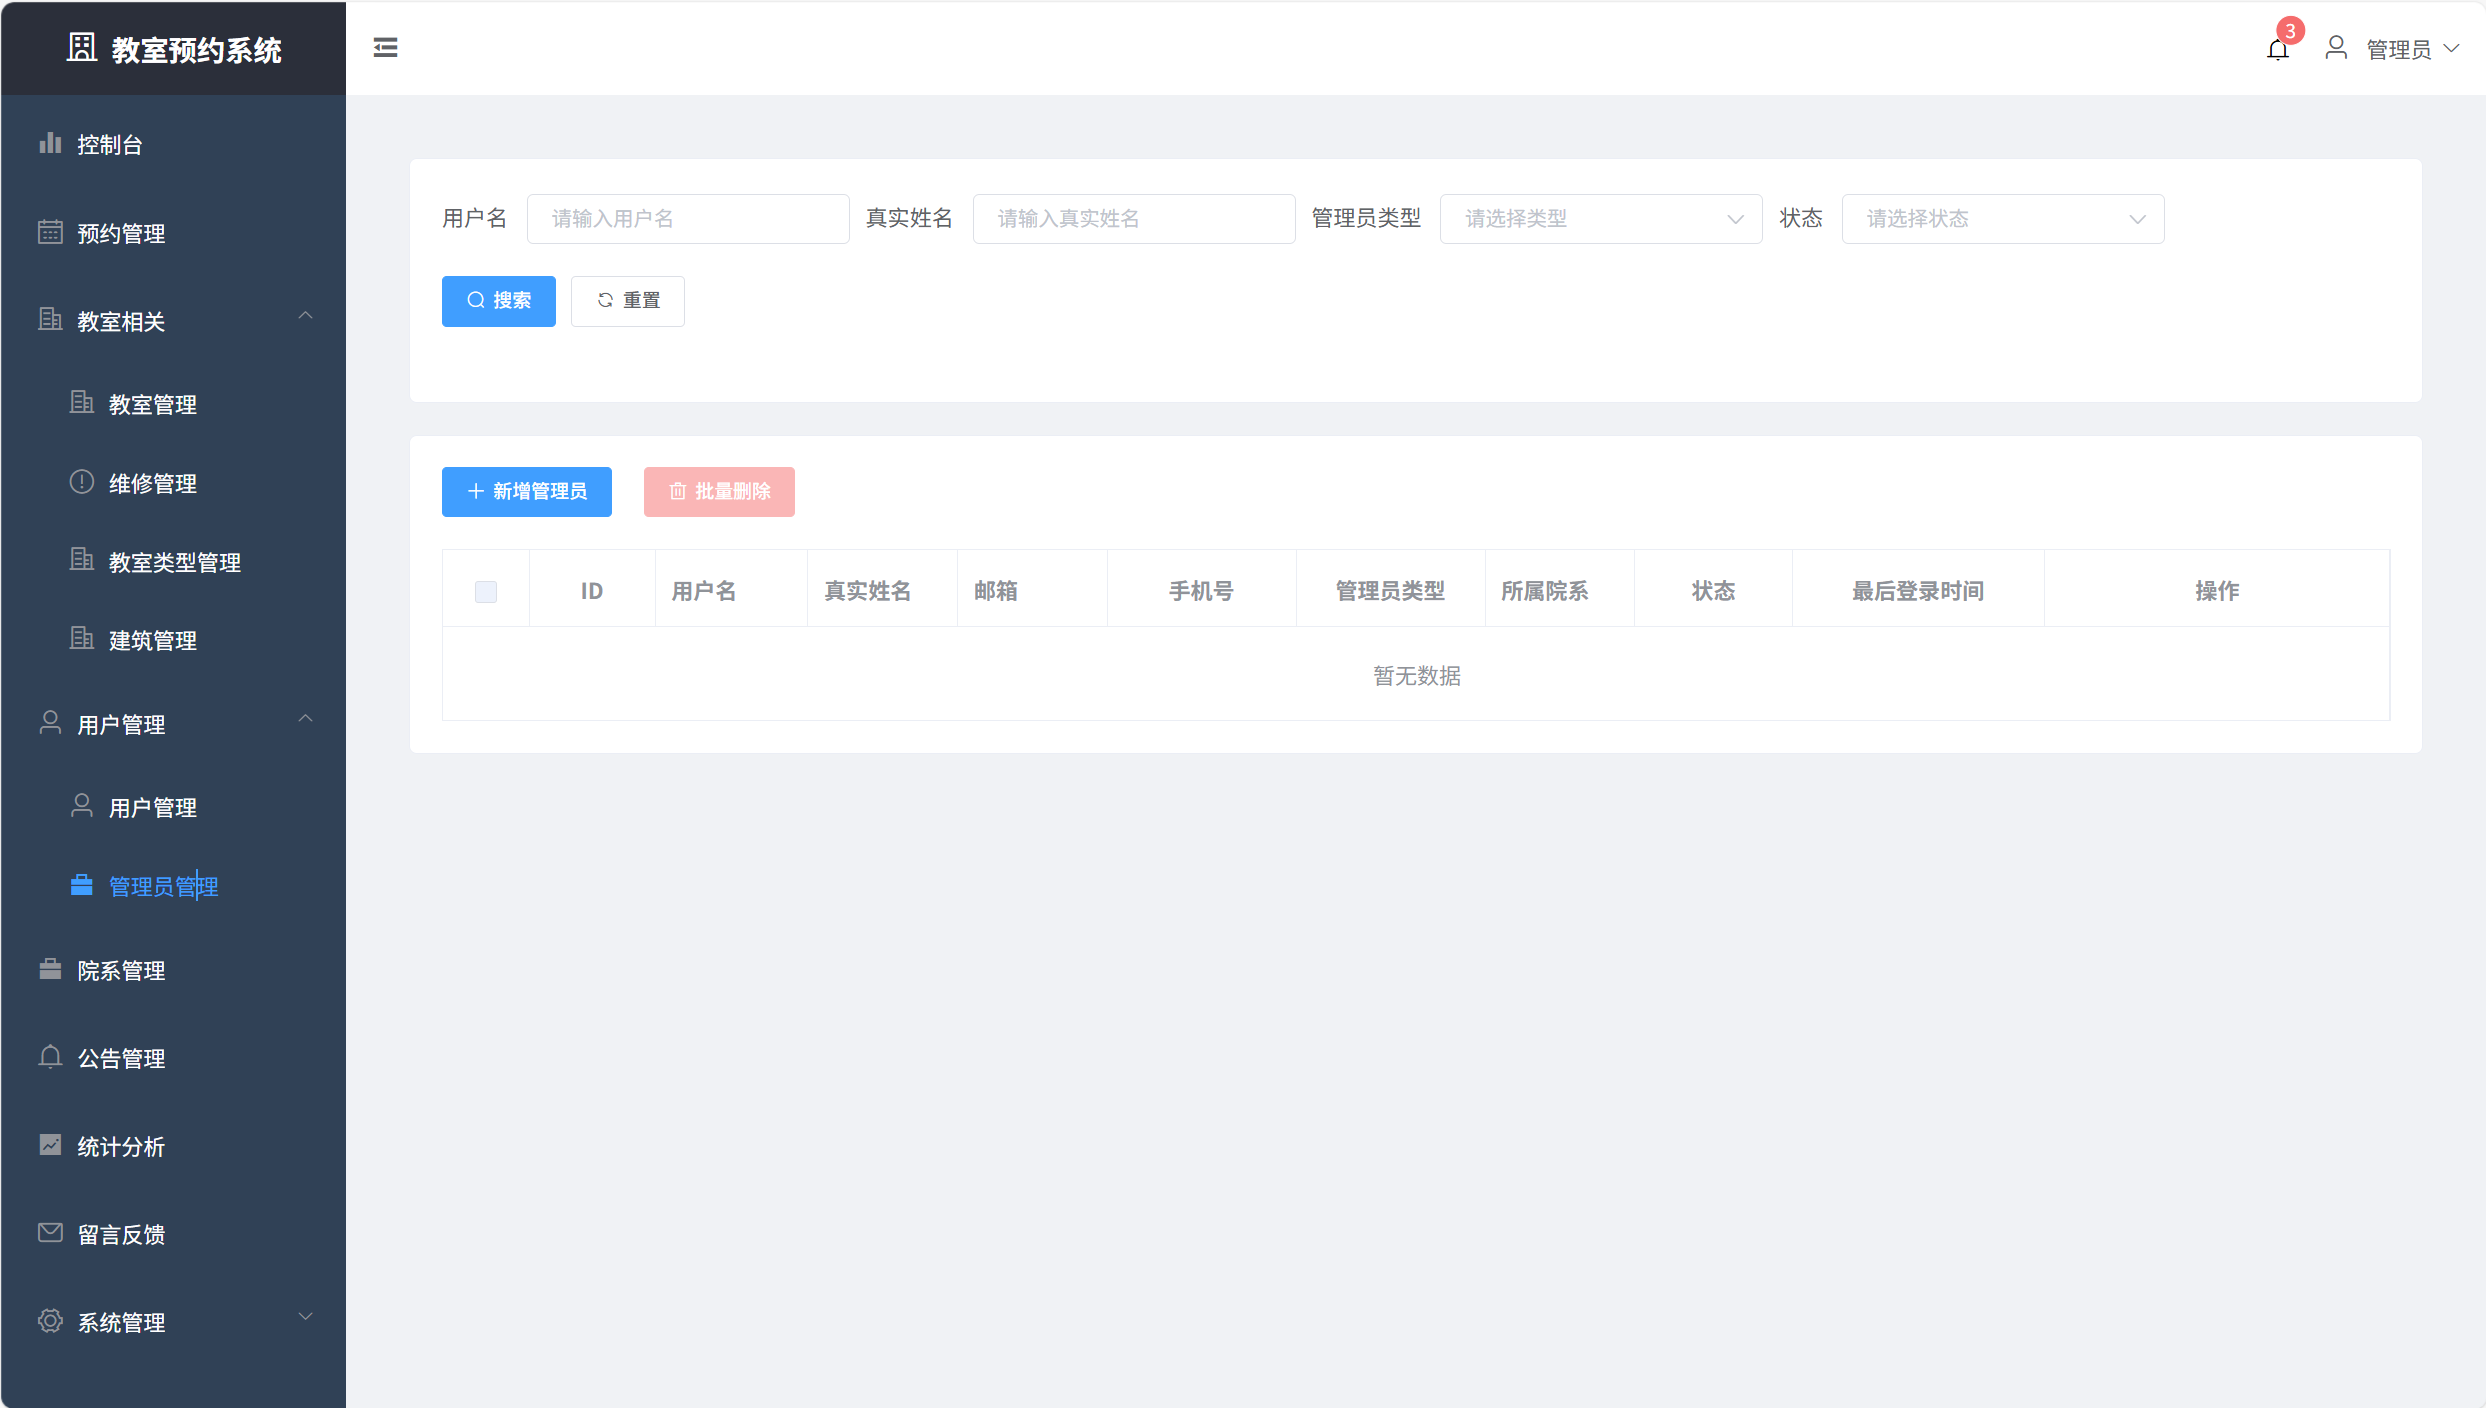 教室预约系统
3
管理员
控制台
预约管理
教室相关
教室管理
维修管理
教室类型管理
建筑管理
用户管理
用户管理
管理员管理
院系管理
公告管理
统计分析
留言反馈
系统管理
用户名 请输入用户名 真实姓名 请输入真实姓名 管理员类型 请选择类型 状态 请选择状态
搜索 重置
新增管理员 批量删除
ID 用户名 真实姓名 邮箱 手机号 管理员类型 所属院系 状态 最后登录时间 操作
暂无数据